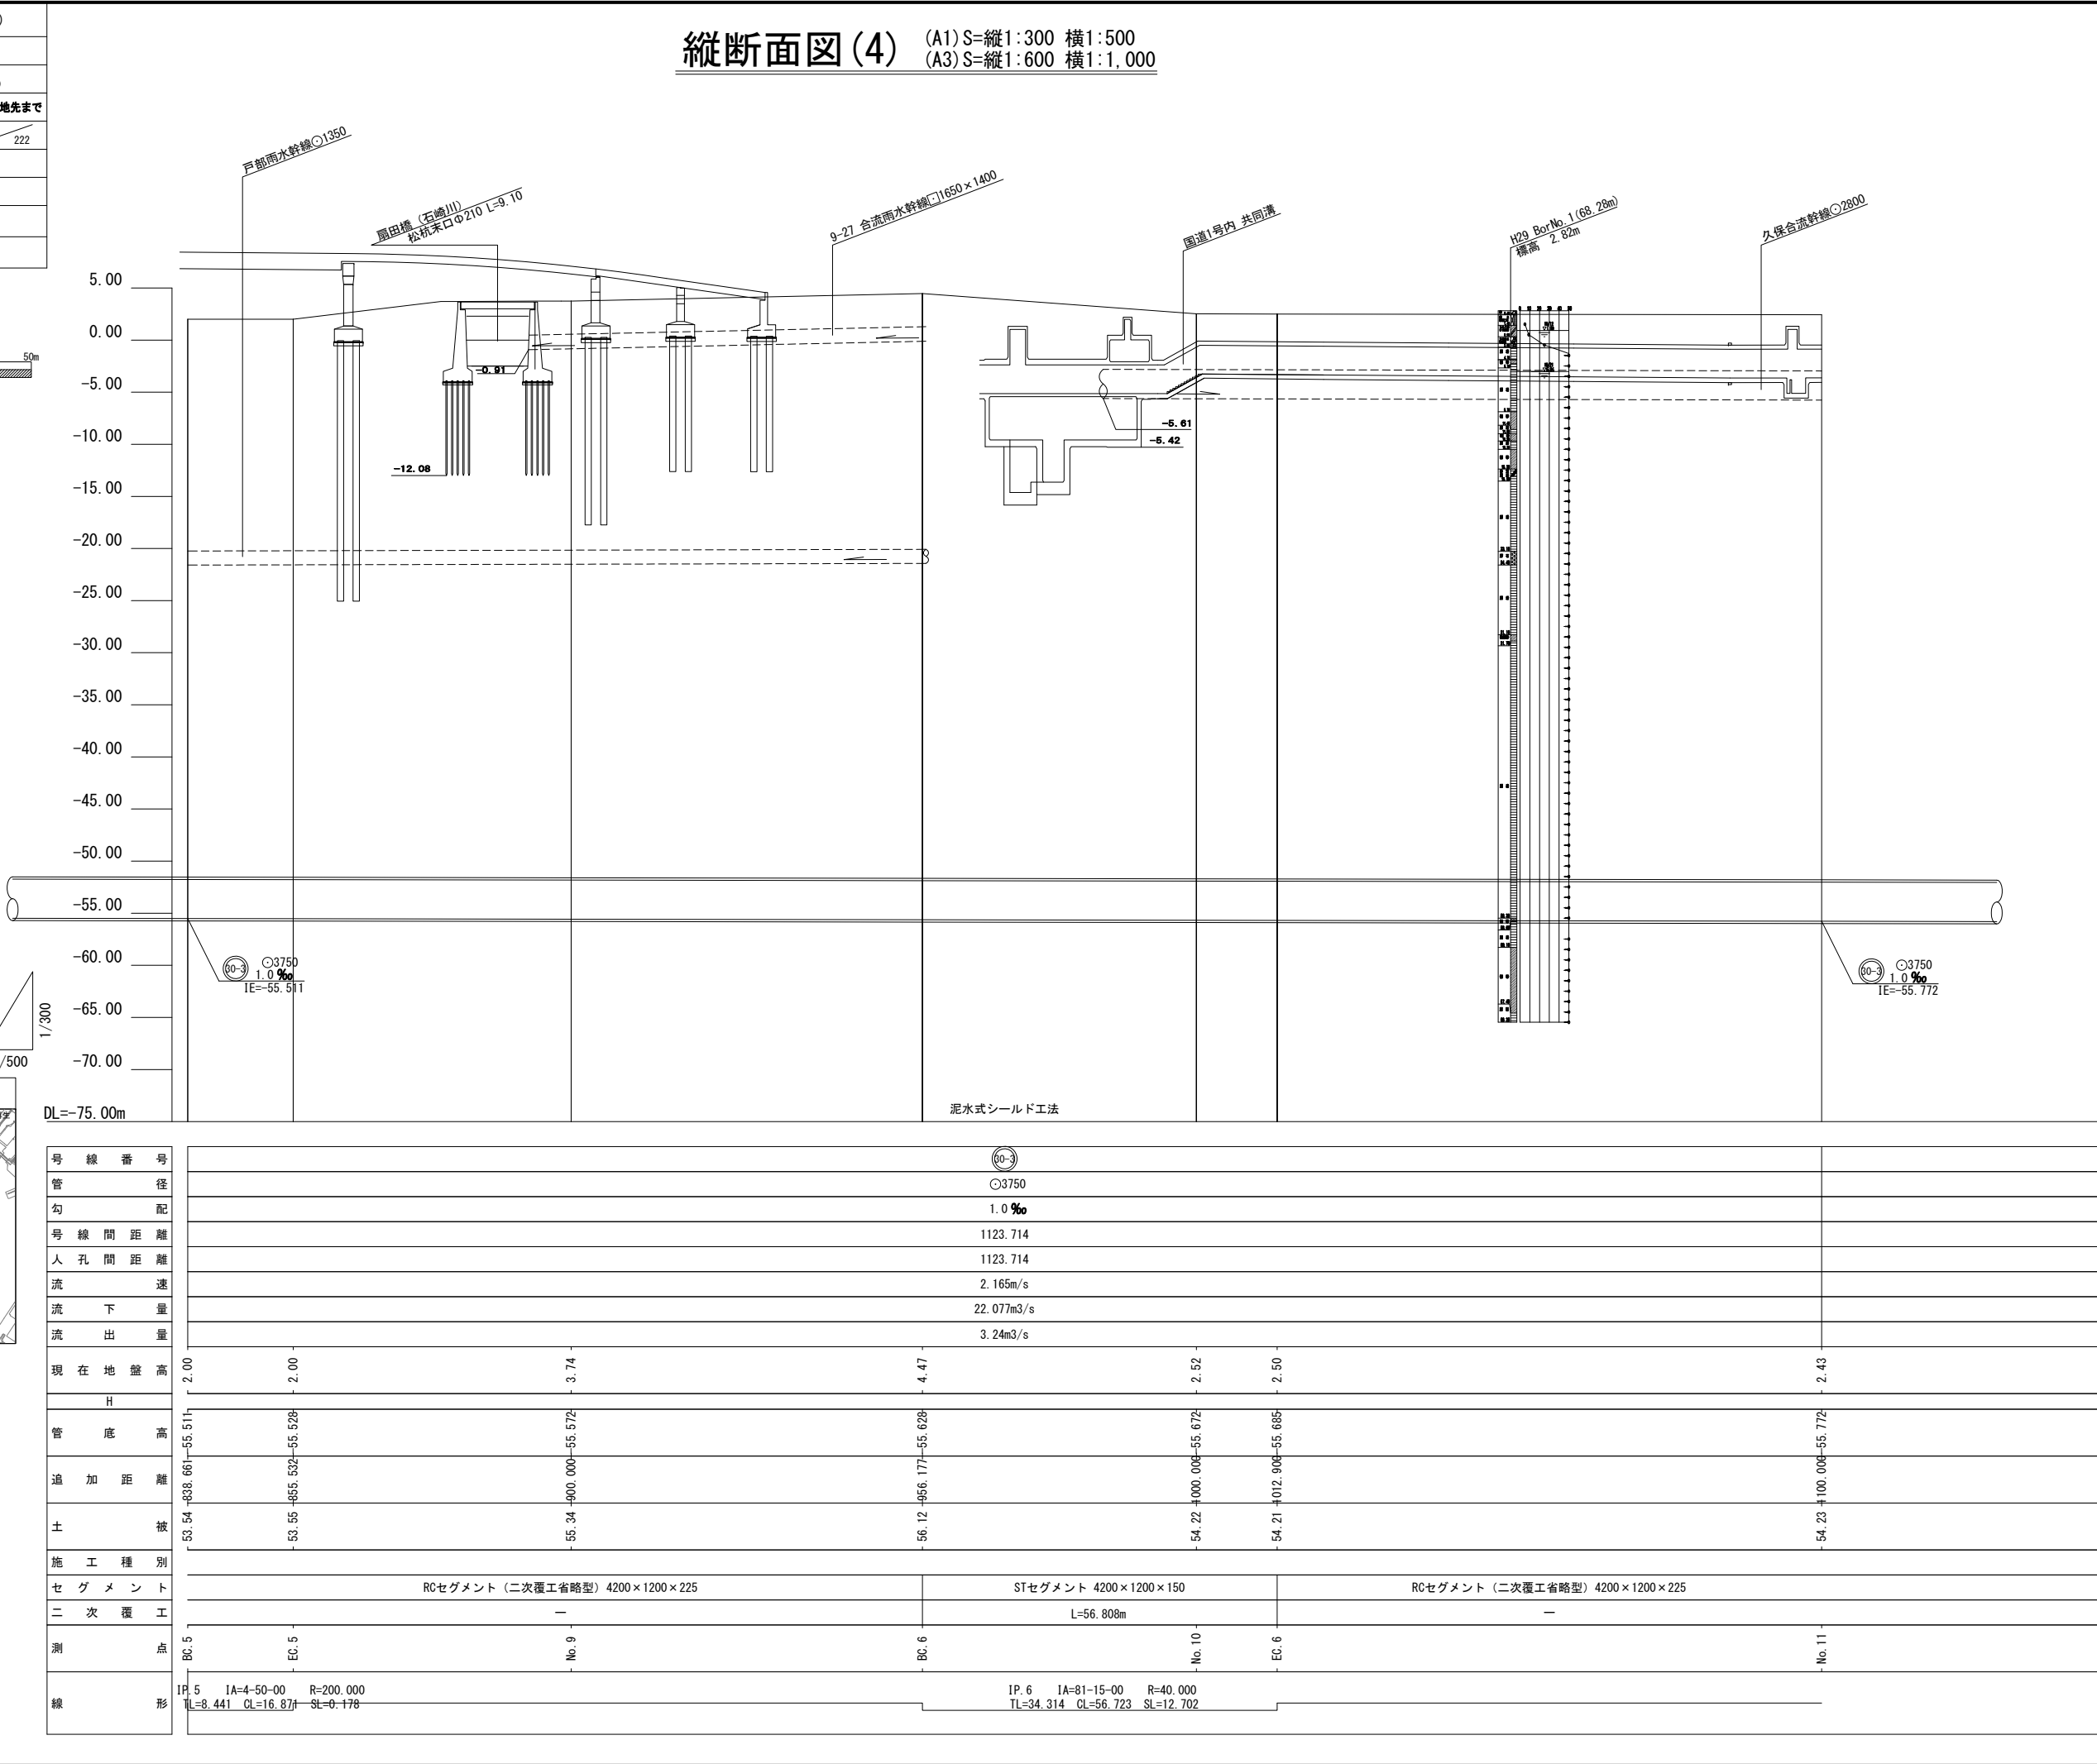 縦断面図(4)
(A1)S=縦1:300 横1:500
(A3)S=縦1:600 横1:1,000
地先まで
222
50m
戸部雨水幹線⊙1350
扇田橋（石崎川）
松杭末口Φ210 L=9.10
9-27 合流雨水幹線⊡1650×1400
国道1号内 共同溝
H29 BorNo.1(68.28m)
標高 2.82m
久保合流幹線⊙2800
5.00
0.00
-5.00
-10.00
-15.00
-20.00
-25.00
-30.00
-35.00
-40.00
-45.00
-50.00
-55.00
-60.00
-65.00
-70.00
DL=-75.00m
-0.91
-12.08
-5.61
-5.42
30-3 ⊙3750
1.0‰
IE=-55.511
30-3 ⊙3750
1.0‰
IE=-55.772
1/300
/500
泥水式シールド工法
号線番号 30-3
管径 ⊙3750
勾配 1.0‰
号線間距離 1123.714
人孔間距離 1123.714
流速 2.165m/s
流下量 22.077m3/s
流出量 3.24m3/s
現在地盤高 2.00 2.00 3.74 4.47 2.52 2.50 2.43
H
管底高 -55.511 -55.528 -55.572 -55.628 -55.672 -55.685 -55.772
追加距離 838.661 855.532 900.000 956.177 1000.000 1012.900 1100.000
土被 53.54 53.55 55.34 56.12 54.22 54.21 54.23
施工種別
セグメント RCセグメント（二次覆工省略型）4200×1200×225 STセグメント 4200×1200×150 RCセグメント（二次覆工省略型）4200×1200×225
二次覆工 — L=56.808m —
測点 BC.5 EC.5 No.9 BC.6 No.10 EC.6 No.11
線形
IP.5 IA=4-50-00 R=200.000
TL=8.441 CL=16.871 SL=0.178
IP.6 IA=81-15-00 R=40.000
TL=34.314 CL=56.723 SL=12.702